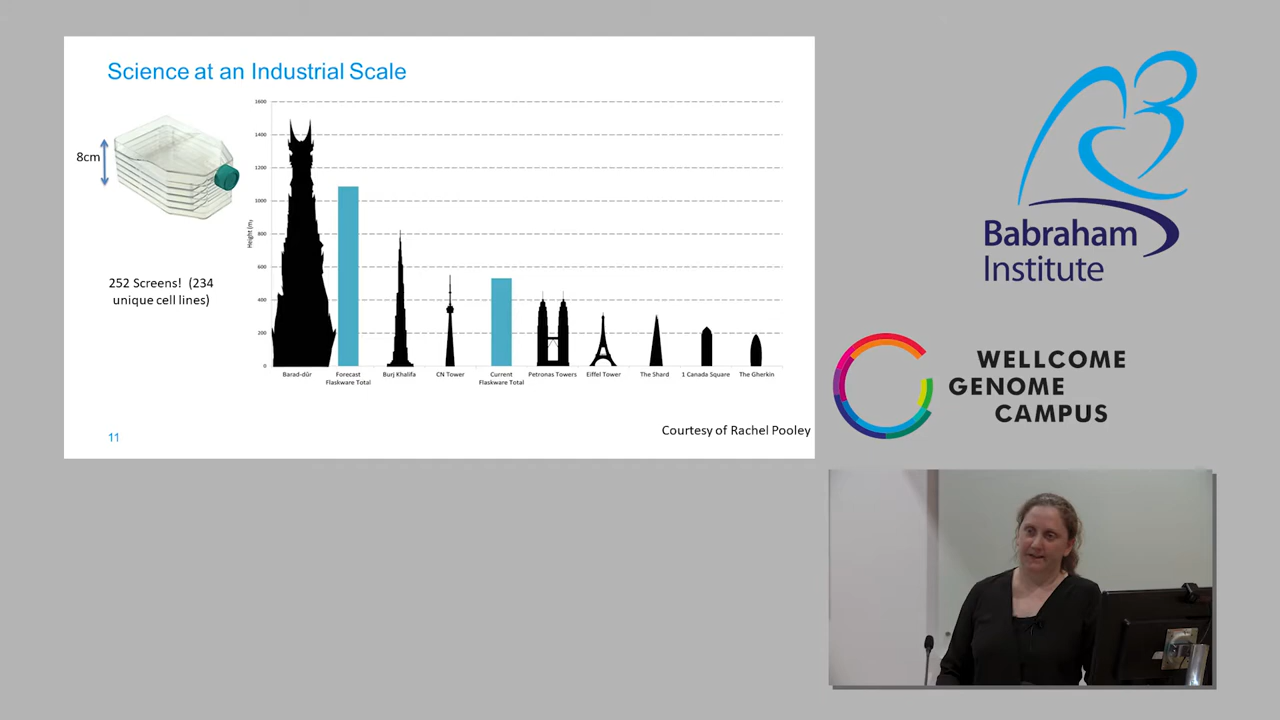 Science at an Industrial Scale
8cm
252 Screens! (234
unique cell lines)
Height (m)
1600
1400
1200
1000
800
600
400
200
0
Barad-dûr
Forecast
Flaskware Total
Burj Khalifa
CN Tower
Current
Flaskware Total
Petronas Towers
Eiffel Tower
The Shard
1 Canada Square
The Gherkin
Courtesy of Rachel Pooley
11
Babraham
Institute
WELLCOME
GENOME
CAMPUS